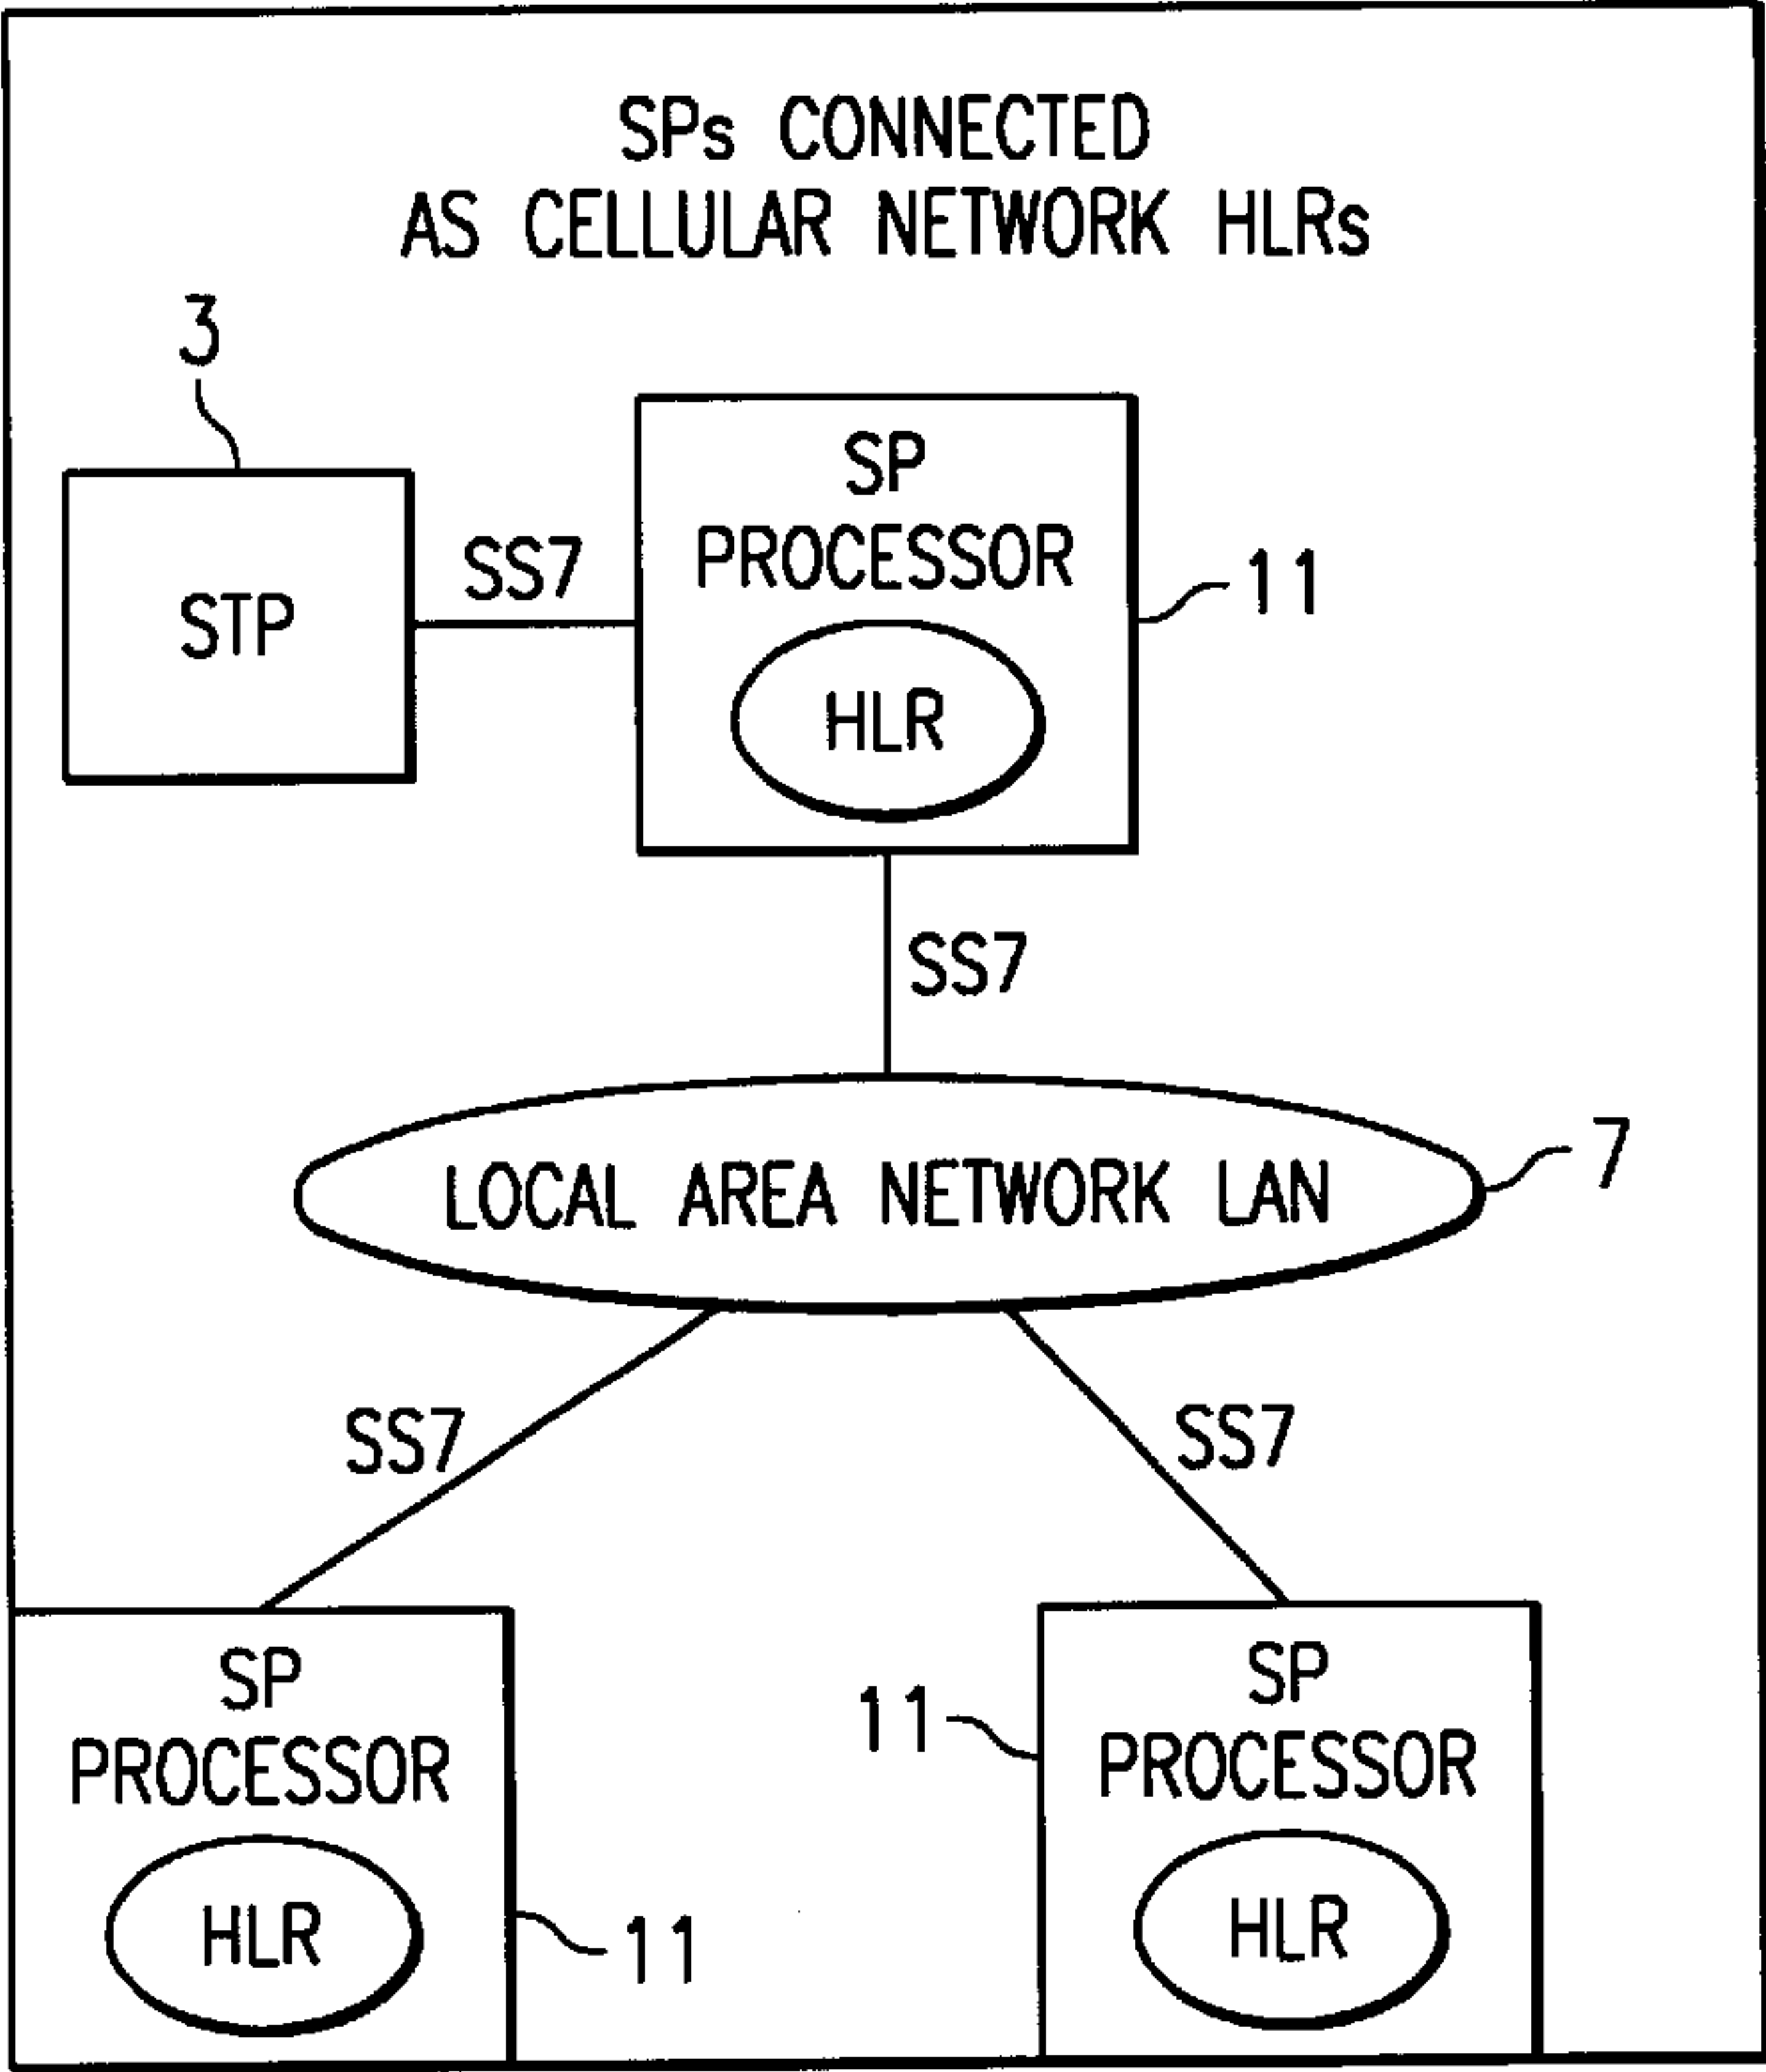 SPs CONNECTED
AS CELLULAR NETWORK HLRs
3
STP
SS7
SP
PROCESSOR
HLR
11
SS7
LOCAL AREA NETWORK LAN
7
SS7
SS7
SP
PROCESSOR
HLR
11
11
SP
PROCESSOR
HLR